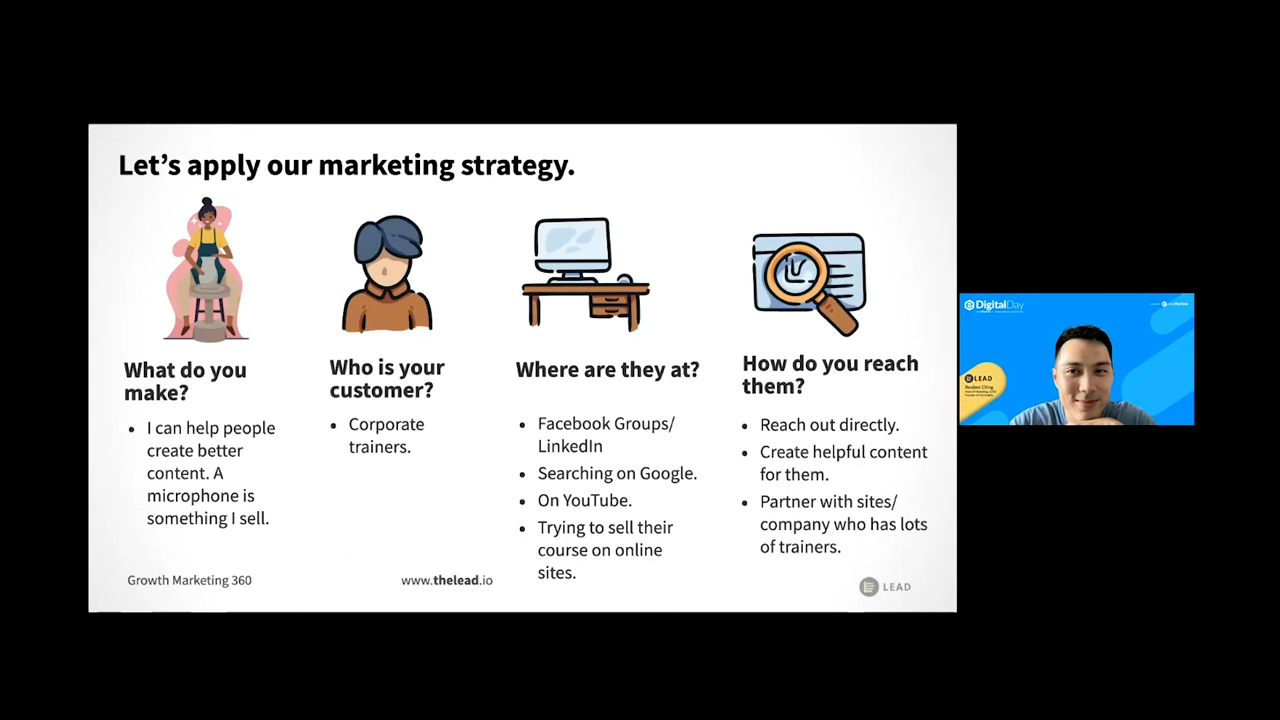 Let's apply our marketing strategy.
What do you
make?
• I can help people
create better
content. A
microphone is
something I sell.
Who is your
customer?
• Corporate
trainers.
Where are they at?
• Facebook Groups/
LinkedIn
• Searching on Google.
• On YouTube.
• Trying to sell their
course on online
sites.
How do you reach
them?
• Reach out directly.
• Create helpful content
for them.
• Partner with sites/
company who has lots
of trainers.
Growth Marketing 360
www.thelead.io
LEAD
DigitalDay
LEAD
Reuben Ching